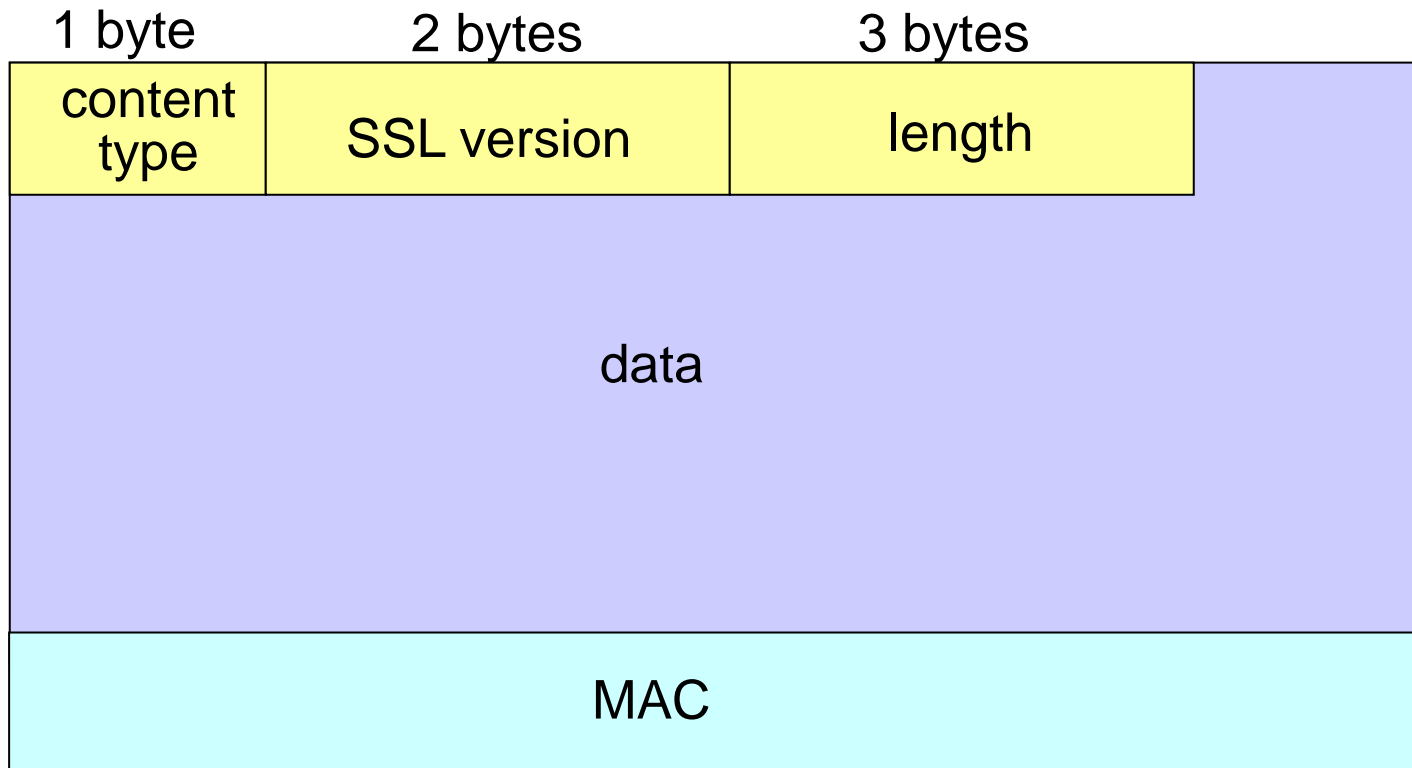 1 byte 2 bytes 3 bytes
content
type
SSL version
length
data
MAC